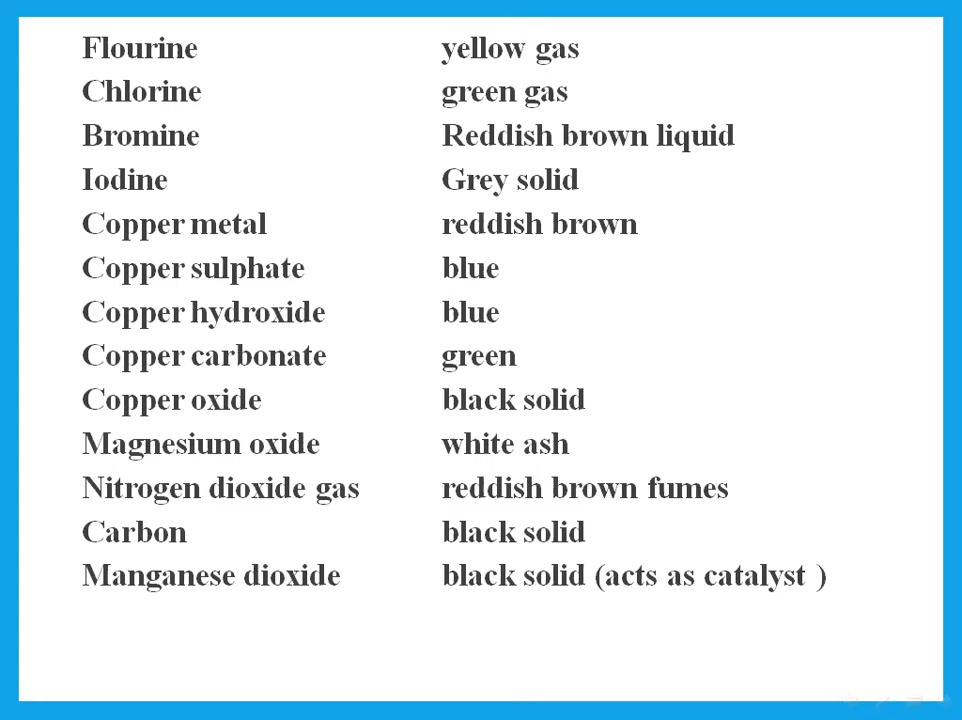 Flourine yellow gas
Chlorine green gas
Bromine Reddish brown liquid
Iodine Grey solid
Copper metal reddish brown
Copper sulphate blue
Copper hydroxide blue
Copper carbonate green
Copper oxide black solid
Magnesium oxide white ash
Nitrogen dioxide gas reddish brown fumes
Carbon black solid
Manganese dioxide black solid (acts as catalyst )